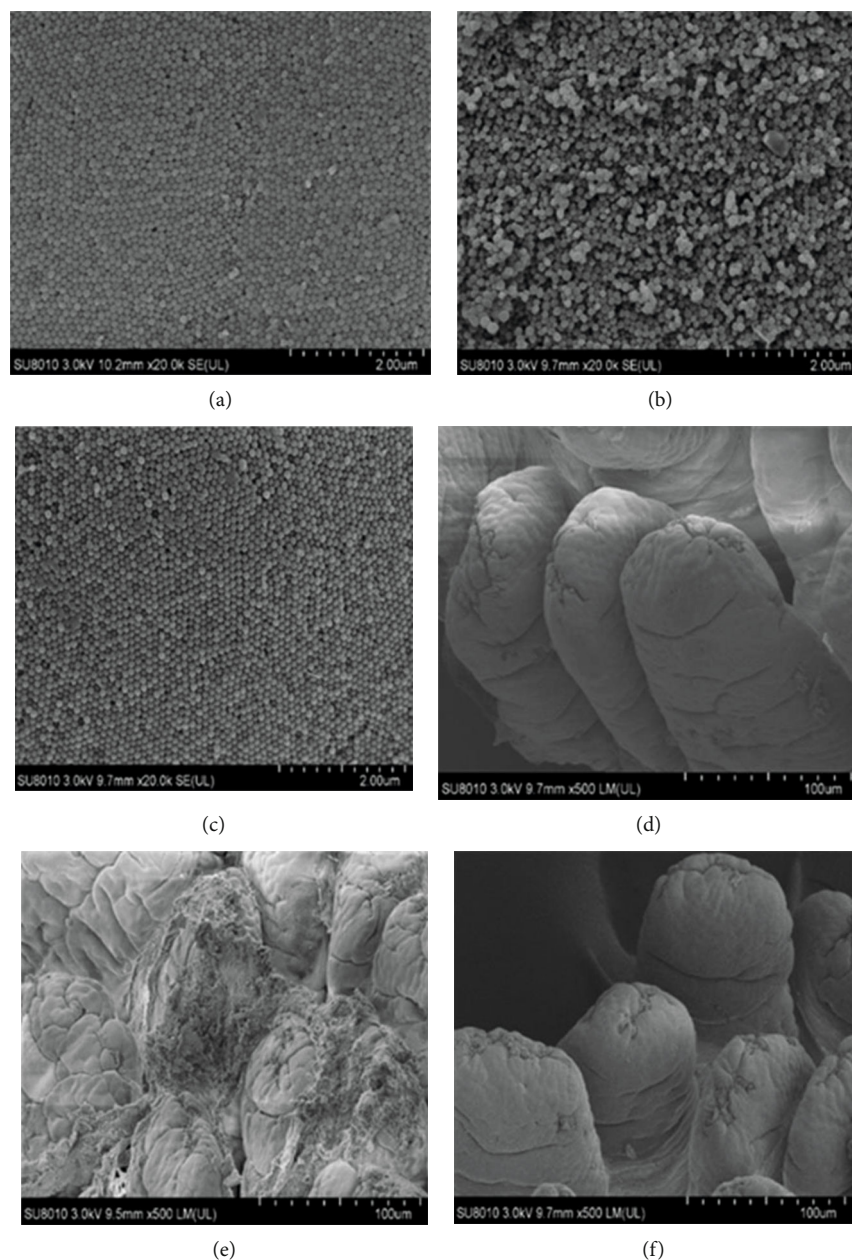 SU8010 3.0kV 10.2mm x20.0k SE(UL) 2.00um
(a)
SU8010 3.0kV 9.7mm x20.0k SE(UL) 2.00um
(b)
SU8010 3.0kV 9.7mm x20.0k SE(UL) 2.00um
(c)
SU8010 3.0kV 9.7mm x500 LM(UL) 100um
(d)
SU8010 3.0kV 9.5mm x500 LM(UL) 100um
(e)
SU8010 3.0kV 9.7mm x500 LM(UL) 100um
(f)